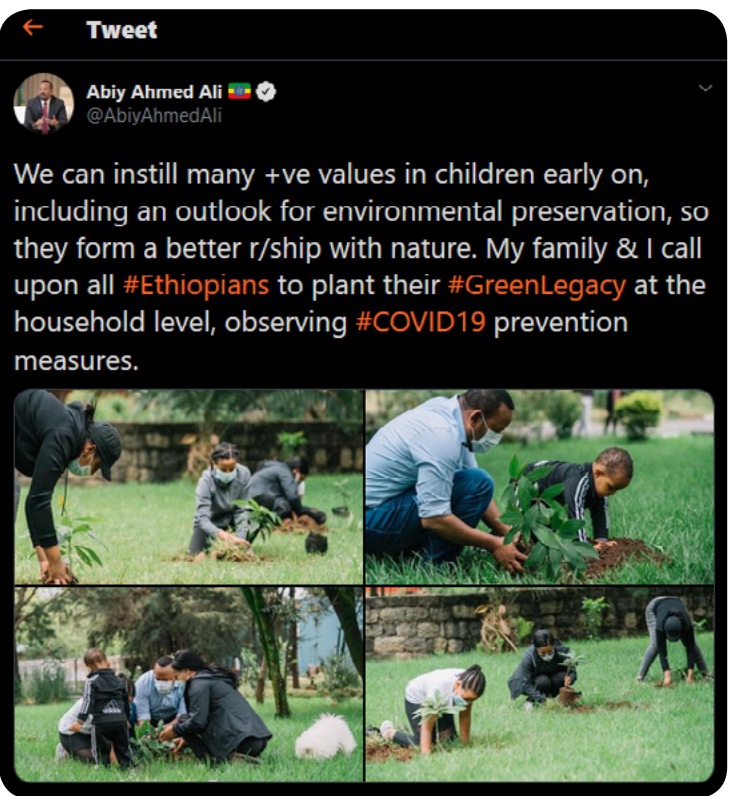 Tweet
Abiy Ahmed Ali
@AbiyAhmedAli
We can instill many +ve values in children early on,
including an outlook for environmental preservation, so
they form a better r/ship with nature. My family & I call
upon all #Ethiopians to plant their #GreenLegacy at the
household level, observing #COVID19 prevention
measures.